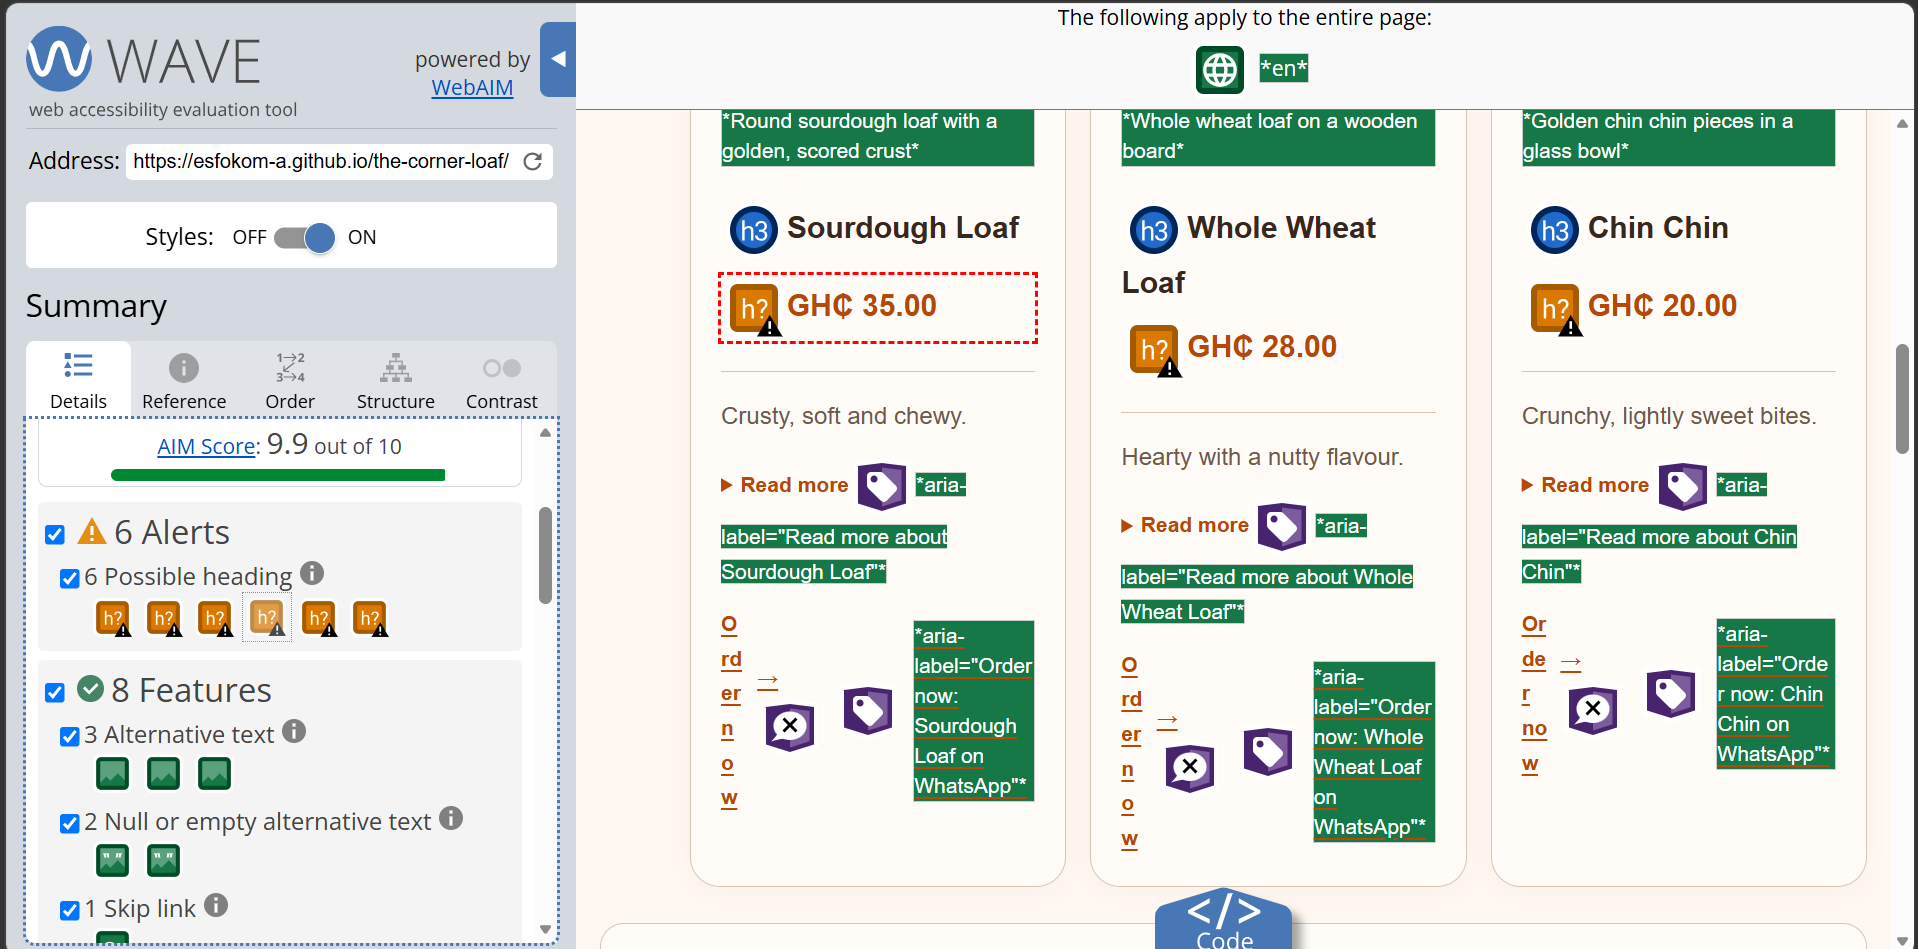 WAVE
powered by
WebAIM
web accessibility evaluation tool
Address: https://esfokom-a.github.io/the-corner-loaf/
Styles: OFF ON
Summary
Details Reference Order Structure Contrast
AIM Score: 9.9 out of 10
6 Alerts
6 Possible heading
h? h? h? h? h? h?
8 Features
3 Alternative text
2 Null or empty alternative text
1 Skip link
The following apply to the entire page:
*en*
*Round sourdough loaf with a
golden, scored crust*
h3 Sourdough Loaf
h? GH₵ 35.00
Crusty, soft and chewy.
Read more *aria-
label="Read more about
Sourdough Loaf"*
O
rd
er
n
o
w
→
*aria-
label="Order
now:
Sourdough
Loaf on
WhatsApp"*
*Whole wheat loaf on a wooden
board*
h3 Whole Wheat
Loaf
h? GH₵ 28.00
Hearty with a nutty flavour.
Read more *aria-
label="Read more about Whole
Wheat Loaf"*
O
rd
er
n
o
w
→
*aria-
label="Order
now: Whole
Wheat Loaf
on
WhatsApp"*
*Golden chin chin pieces in a
glass bowl*
h3 Chin Chin
h? GH₵ 20.00
Crunchy, lightly sweet bites.
Read more *aria-
label="Read more about Chin
Chin"*
Or
de
r
no
w
→
*aria-
label="Orde
r now: Chin
Chin on
WhatsApp"*
</>
Code